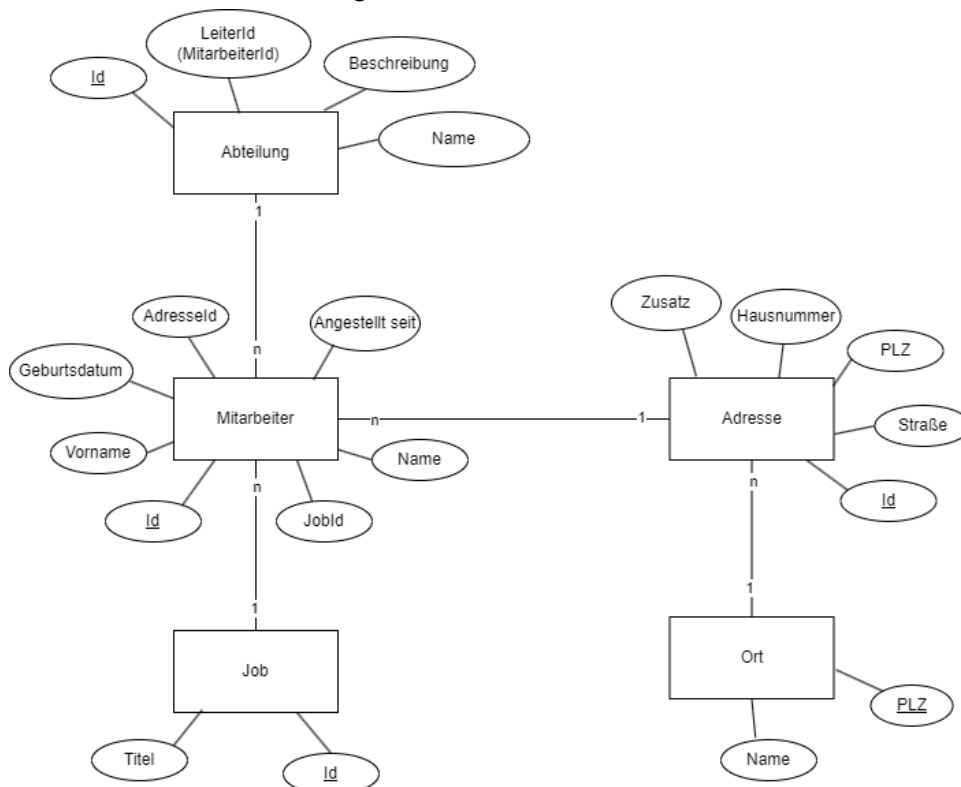 LeiterId
(MitarbeiterId)
Id
Beschreibung
Name
Abteilung
1
n
AdresseId
Angestellt seit
Geburtsdatum
Mitarbeiter
Vorname
Name
Id
JobId
n
1
Zusatz
Hausnummer
PLZ
Adresse
Straße
Id
n
1
n
1
Job
Titel
Id
Ort
PLZ
Name